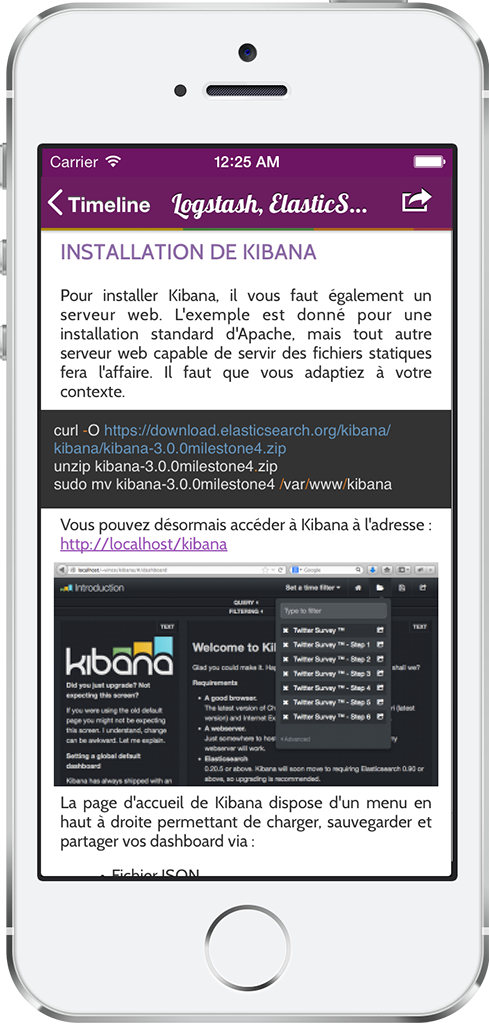 Carrier 12:25 AM
Timeline Logstash, ElasticS...
INSTALLATION DE KIBANA
Pour installer Kibana, il vous faut également un
serveur web. L'exemple est donné pour une
installation standard d'Apache, mais tout autre
serveur web capable de servir des fichiers statiques
fera l'affaire. Il faut que vous adaptiez à votre
contexte.
curl -O https://download.elasticsearch.org/kibana/
kibana/kibana-3.0.0milestone4.zip
unzip kibana-3.0.0milestone4.zip
sudo mv kibana-3.0.0milestone4 /var/www/kibana
Vous pouvez désormais accéder à Kibana à l'adresse :
http://localhost/kibana
Google
Introduction Set a time filter
QUERY
FILTERING
Type to filter
Twitter Survey ™ - Step 1
Twitter Survey ™ - Step 2
Twitter Survey ™ - Step 3
Twitter Survey ™ - Step 4
Twitter Survey ™ - Step 5
Twitter Survey ™ - Step 6
+Advanced
TEXT
kibana
Did you just upgrade? Not
expecting this screen?
If you were using the old default
page you might not be expecting
this screen. I understand, change
can be awkward. Let me explain.
Setting a global default
dashboard
Kibana has always shipped with an
TEXT
Welcome to Ki
Glad you could make it. Hap shall we?
Requirements
A good browser.
The latest version of Ch (latest
version) and Internet Ex
A webserver.
Just somewhere to host
webserver will work.
Elasticsearch
0.20.5 or above. Kibana will soon move to requiring Elasticsearch 0.90
or above, so upgrading is recommended.
La page d'accueil de Kibana dispose d'un menu en
haut à droite permettant de charger, sauvegarder et
partager vos dashboard via :
Fichier JSON